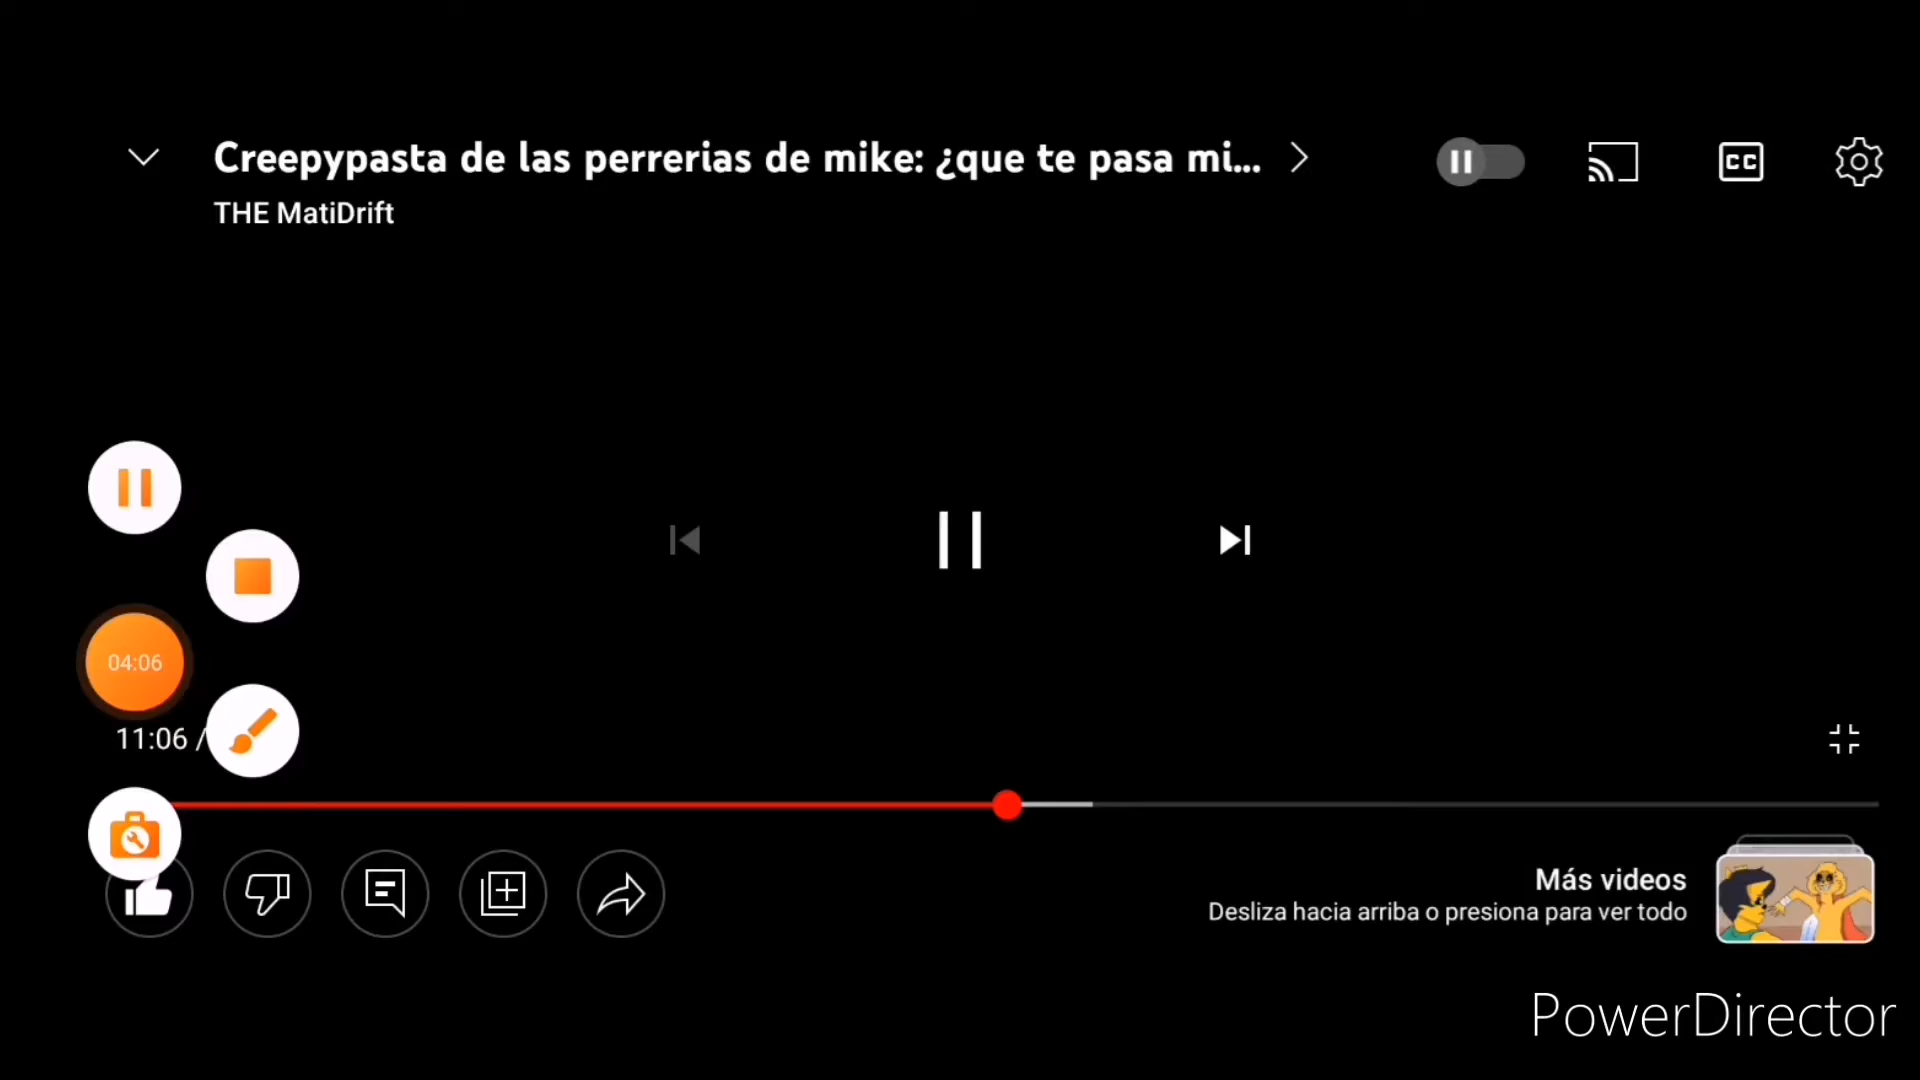 Creepypasta de las perrerias de mike: ¿que te pasa mi...
THE MatiDrift
CC
04:06
11:06 /
Más videos
Desliza hacia arriba o presiona para ver todo
PowerDirector